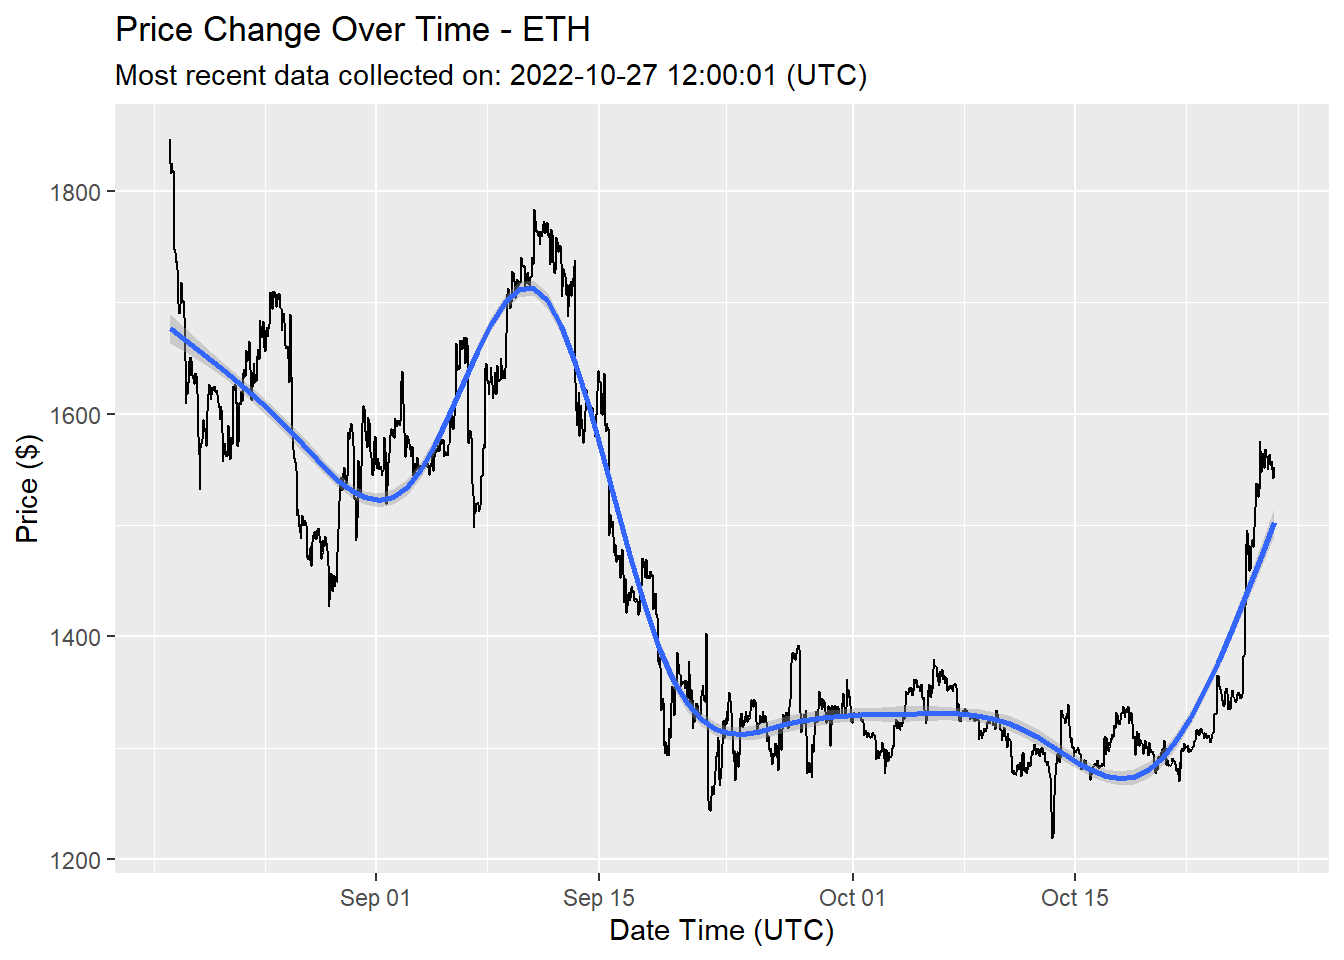 Price Change Over Time - ETH
Most recent data collected on: 2022-10-27 12:00:01 (UTC)
Price ($)
1800
1600
1400
1200
Sep 01
Sep 15
Oct 01
Oct 15
Date Time (UTC)